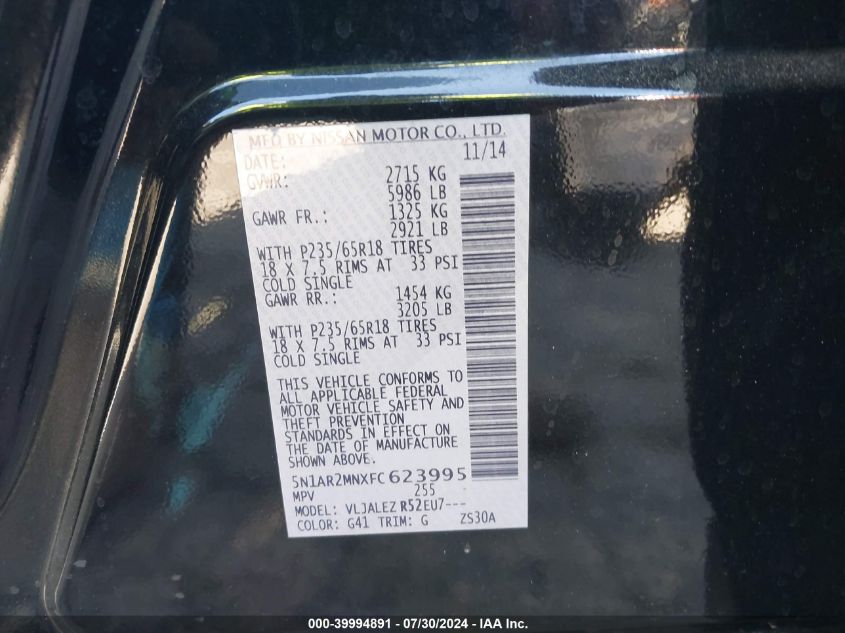 MFD BY NISSAN MOTOR CO., LTD.
DATE: 11/14
GVWR: 2715 KG
5986 LB
GAWR FR.: 1325 KG
2921 LB
WITH P235/65R18 TIRES
18 X 7.5 RIMS AT 33 PSI
COLD SINGLE
GAWR RR.: 1454 KG
3205 LB
WITH P235/65R18 TIRES
18 X 7.5 RIMS AT 33 PSI
COLD SINGLE
THIS VEHICLE CONFORMS TO
ALL APPLICABLE FEDERAL
MOTOR VEHICLE SAFETY AND
THEFT PREVENTION
STANDARDS IN EFFECT ON
THE DATE OF MANUFACTURE
SHOWN ABOVE.
5N1AR2MNXFC623995
MPV 255
MODEL: VLJALEZ R52EU7---
COLOR: G41 TRIM: G ZS30A
000-39994891 - 07/30/2024 - IAA Inc.